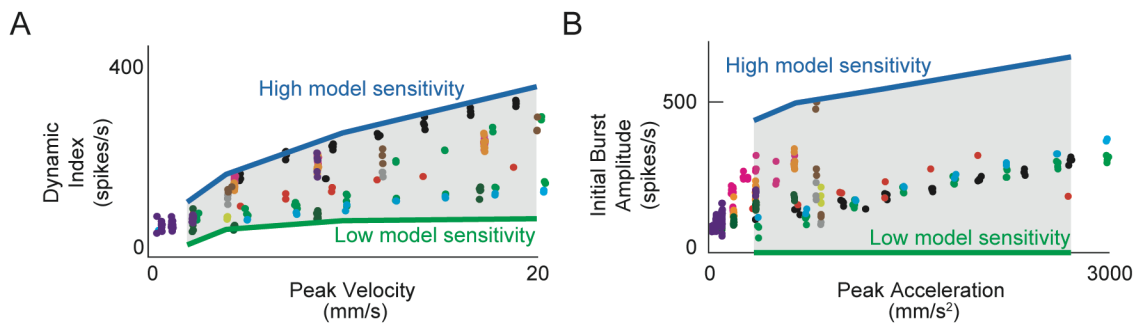 A
Dynamic
Index
(spikes/s)
400
0
High model sensitivity
Low model sensitivity
0
20
Peak Velocity
(mm/s)
B
Initial Burst
Amplitude
(spikes/s)
500
0
High model sensitivity
Low model sensitivity
0
3000
Peak Acceleration
(mm/s²)